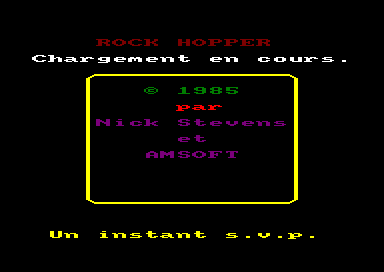 ROCK HOPPER
Chargement en cours.
© 1985
par
Nick Stevens
et
AMSOFT
Un instant s.v.p.